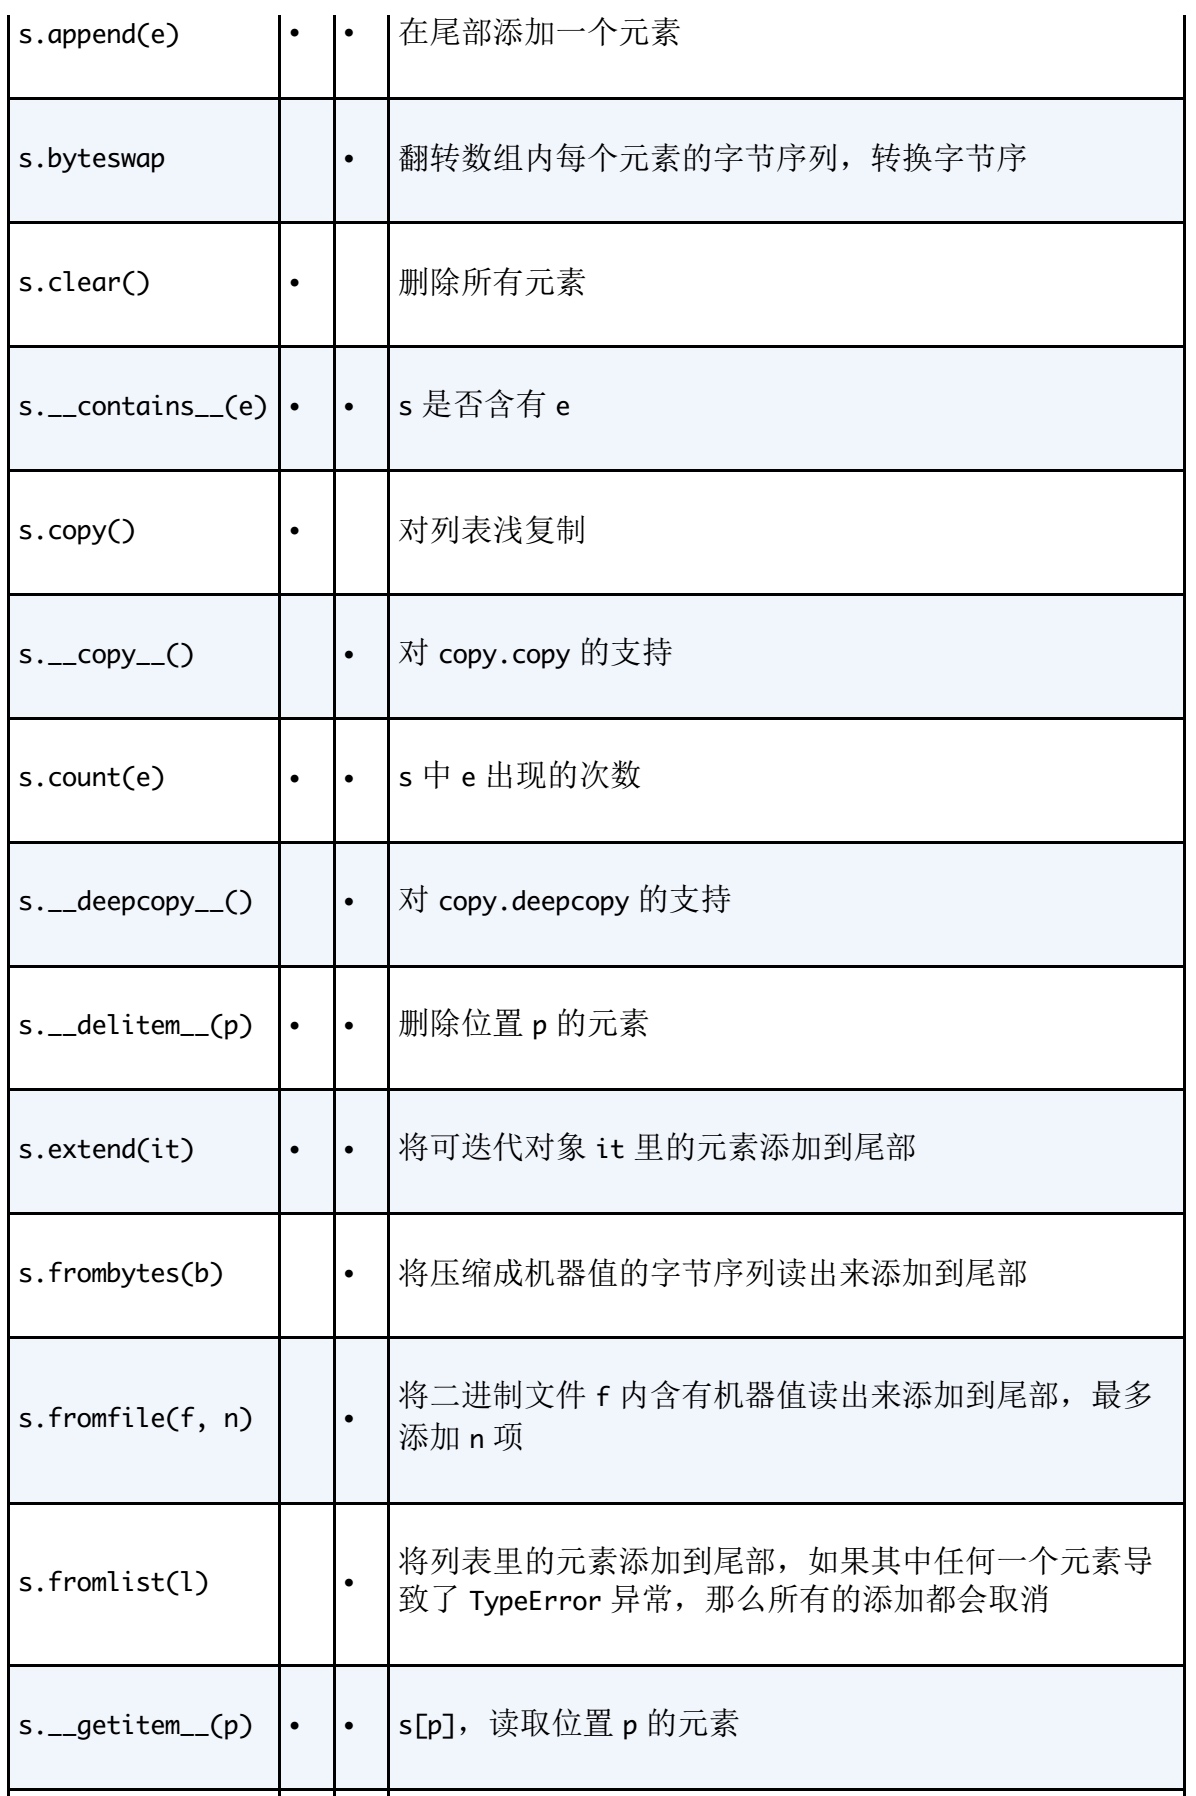 s.append(e) • • 在尾部添加一个元素
s.byteswap • 翻转数组内每个元素的字节序列，转换字节序
s.clear() • 删除所有元素
s.__contains__(e) • • s 是否含有 e
s.copy() • 对列表浅复制
s.__copy__() • 对 copy.copy 的支持
s.count(e) • • s 中 e 出现的次数
s.__deepcopy__() • 对 copy.deepcopy 的支持
s.__delitem__(p) • • 删除位置 p 的元素
s.extend(it) • • 将可迭代对象 it 里的元素添加到尾部
s.frombytes(b) • 将压缩成机器值的字节序列读出来添加到尾部
s.fromfile(f, n) • 将二进制文件 f 内含有机器值读出来添加到尾部，最多
添加 n 项
s.fromlist(l) • 将列表里的元素添加到尾部，如果其中任何一个元素导
致了 TypeError 异常，那么所有的添加都会取消
s.__getitem__(p) • • s[p]，读取位置 p 的元素